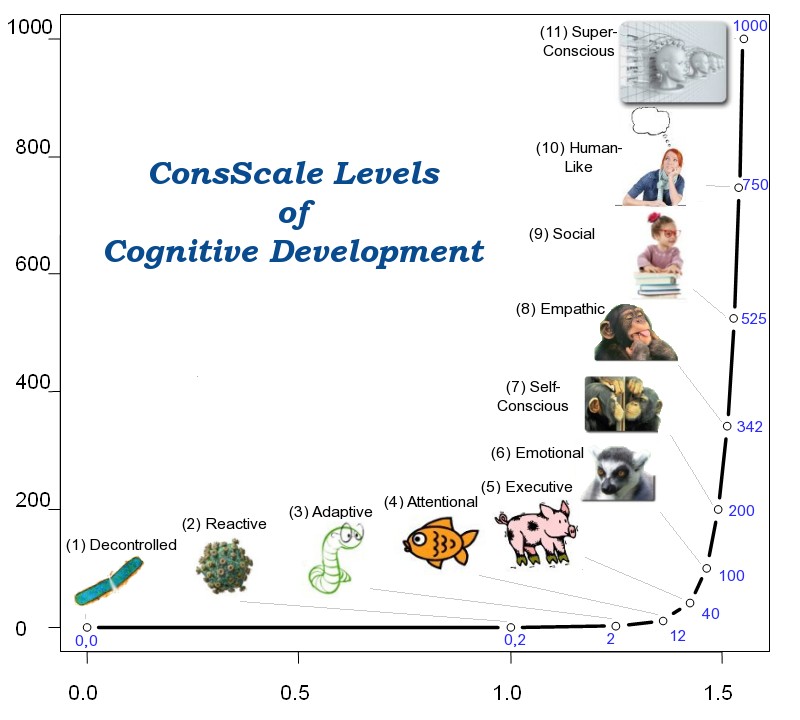 ConsScale Levels
of
Cognitive Development
(11) Super-
Conscious
(10) Human-
Like
(9) Social
(8) Empathic
(7) Self-
Conscious
(6) Emotional
(5) Executive
(4) Attentional
(3) Adaptive
(2) Reactive
(1) Decontrolled
1000
750
525
342
200
100
40
12
2
0,2
0,0
1000
800
600
400
200
0
0.0
0.5
1.0
1.5